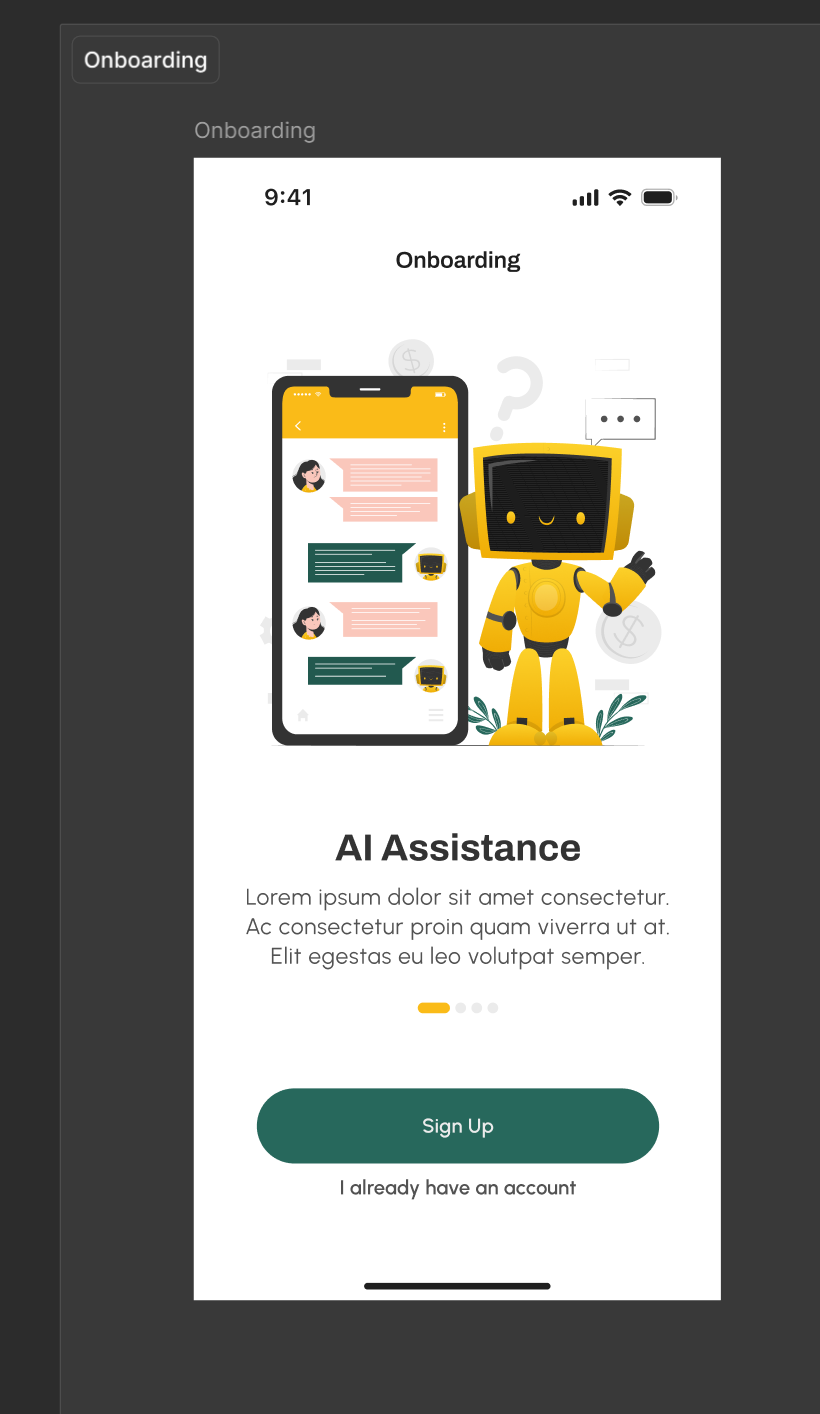 Onboarding
Onboarding
9:41
Onboarding
AI Assistance
Lorem ipsum dolor sit amet consectetur.
Ac consectetur proin quam viverra ut at.
Elit egestas eu leo volutpat semper.
Sign Up
I already have an account